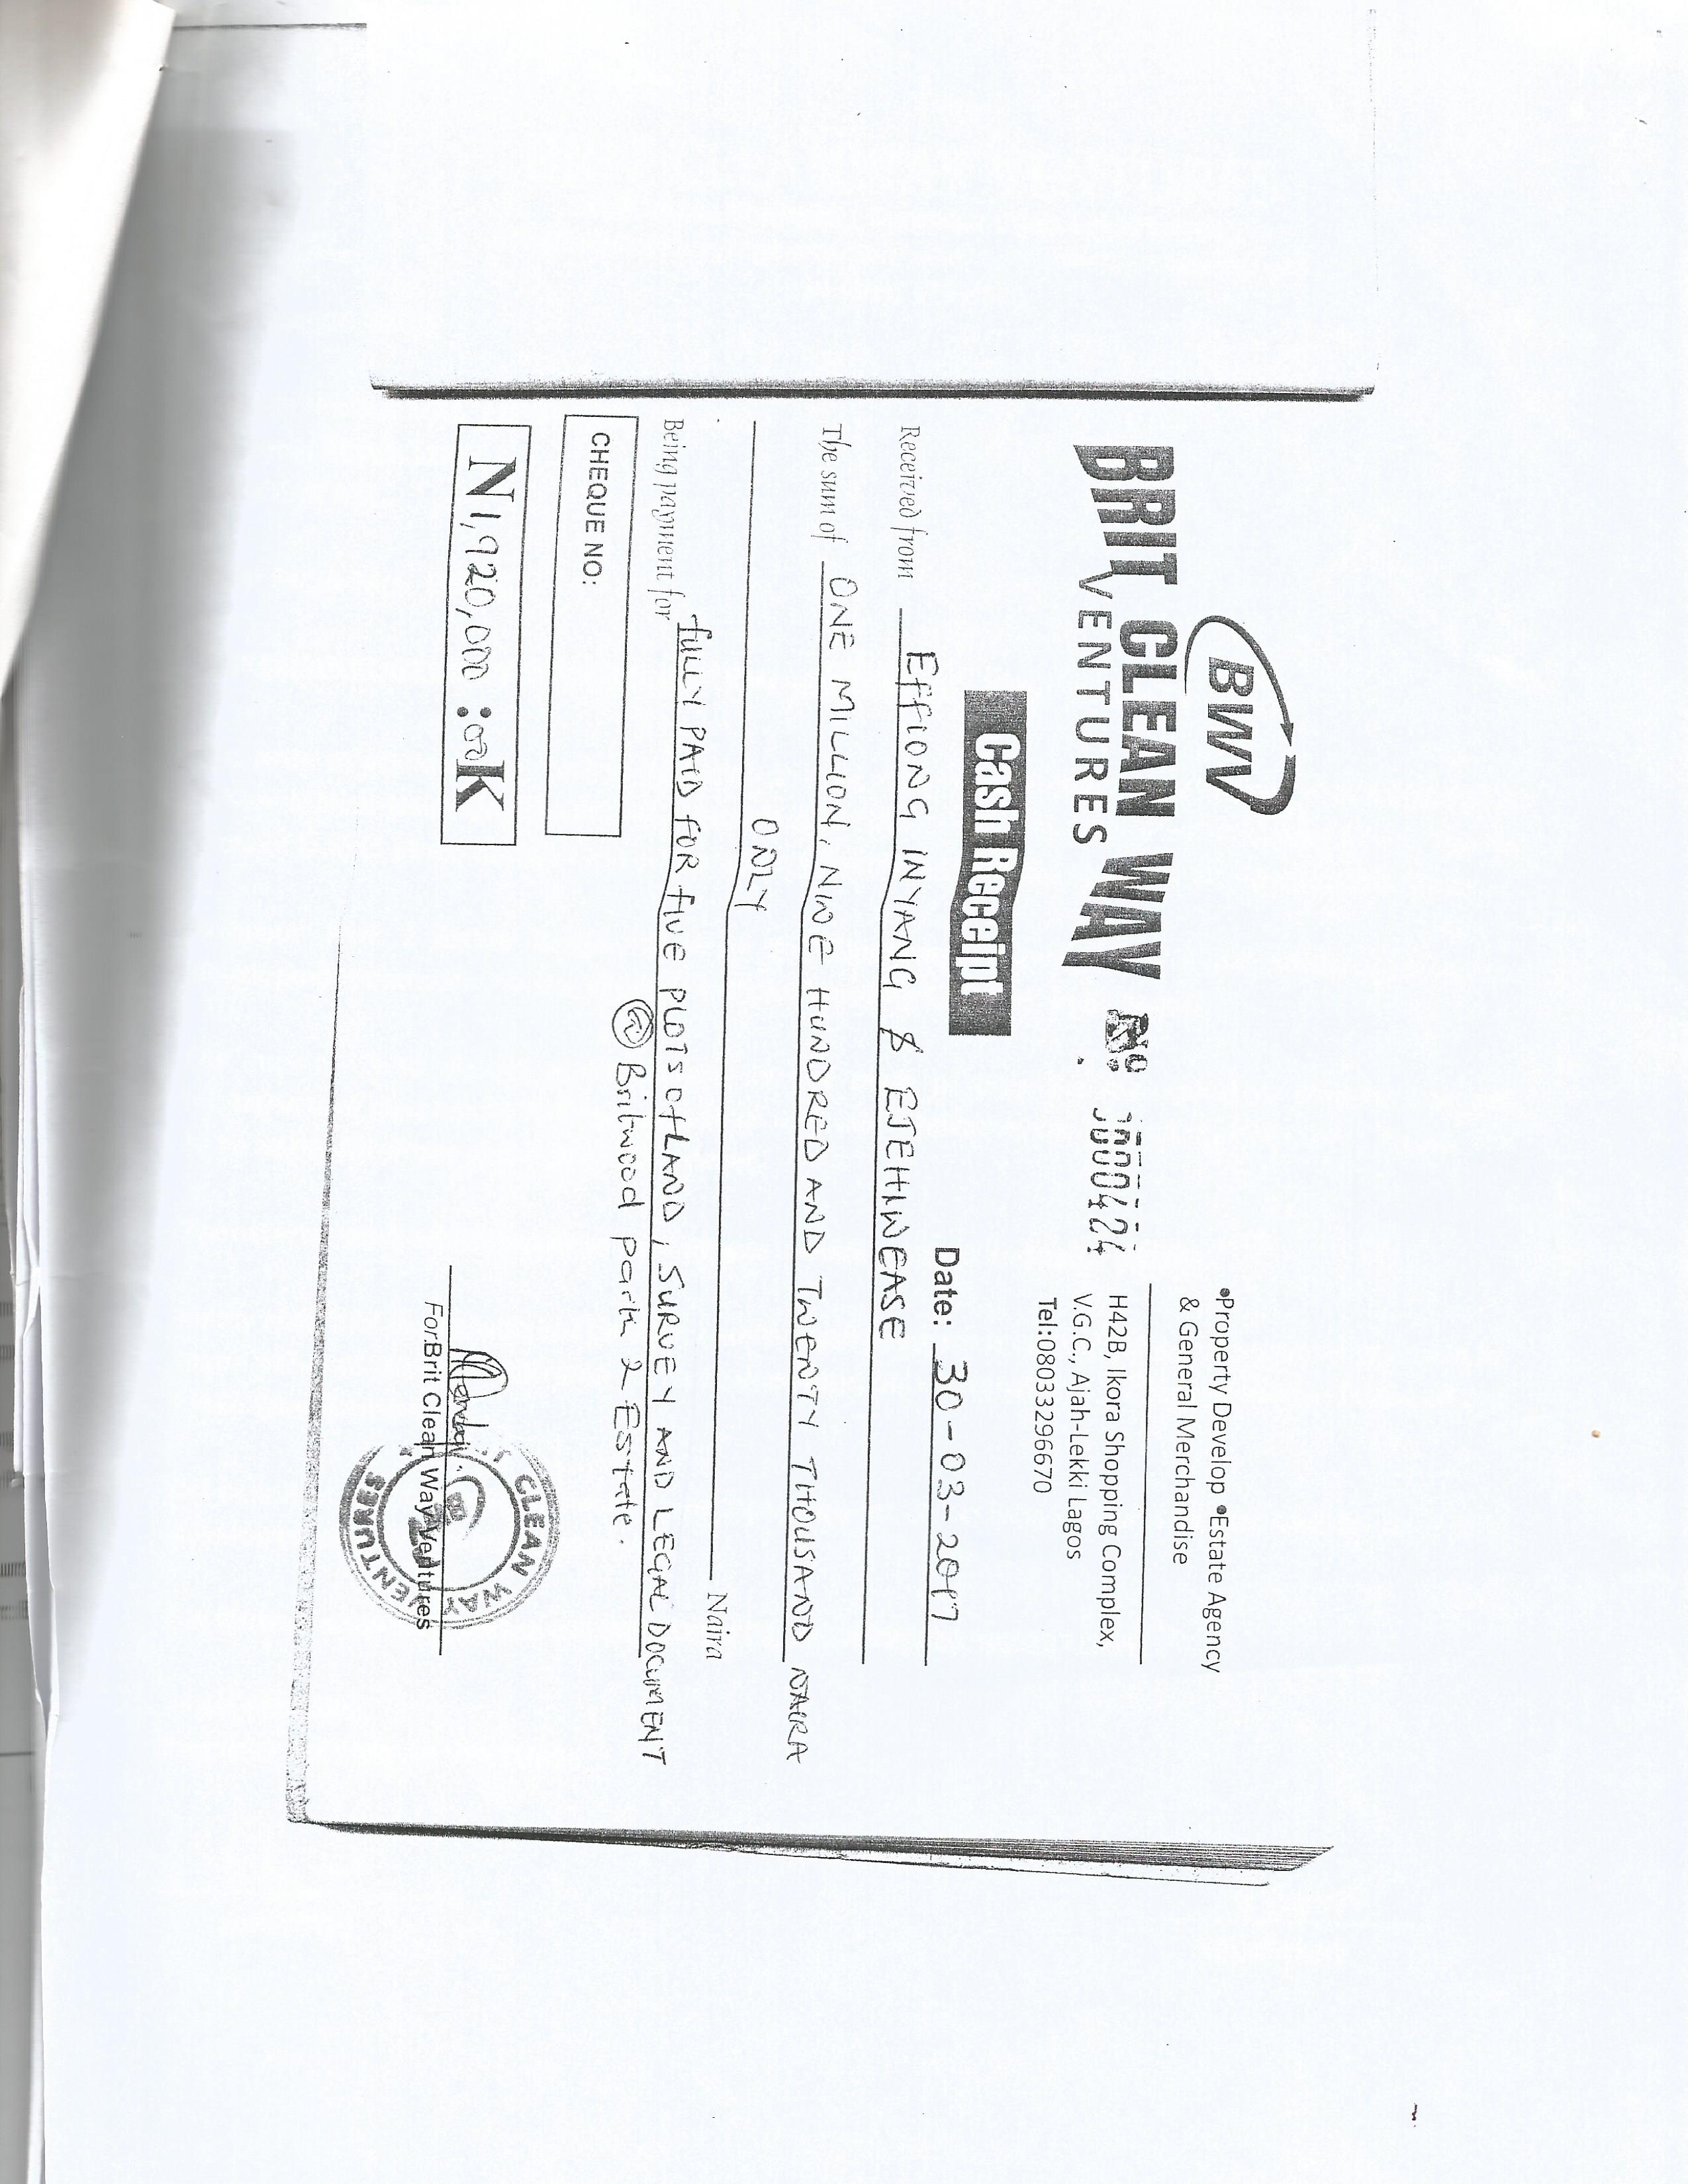 BWV
BRIT CLEAN WAY
VENTURES
Nº 000424
•Property Develop •Estate Agency
& General Merchandise
H42B, Ikora Shopping Complex,
V.G.C., Ajah-Lekki Lagos
Tel:08033296670
Cash Receipt
Date: 30-03-2017
Received from Effiong INYANG & EJEHIWEASE
The sum of ONE MILLION, NINE HUNDRED AND TWENTY THOUSAND NAIRA
ONLY Naira
Being payment for fully PAID FOR five PLOTS of LAND, SURVEY AND LEGAL DOCUMENT
@ Britwood park 2 Estate.
CHEQUE NO:
N1,920,000 :ooK
For:Brit Clean Way Ventures
CLEAN WAY VENTURES